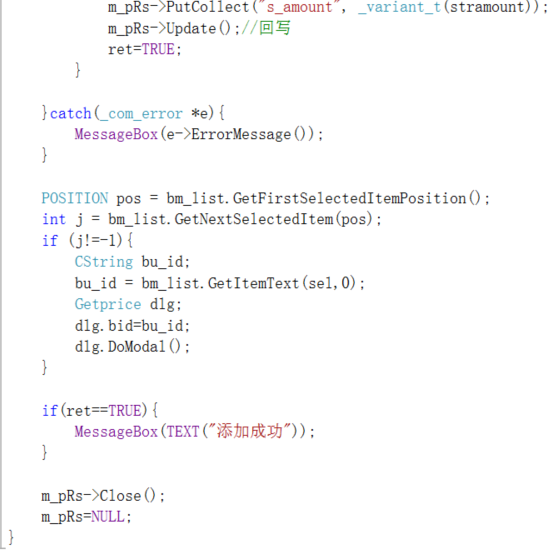 m_pRs->PutCollect("s_amount", _variant_t(stramount));
m_pRs->Update();//回写
ret=TRUE;
}
}catch(_com_error *e){
MessageBox(e->ErrorMessage());
}
POSITION pos = bm_list.GetFirstSelectedItemPosition();
int j = bm_list.GetNextSelectedItem(pos);
if (j!=-1){
CString bu_id;
bu_id = bm_list.GetItemText(sel,0);
Getprice dlg;
dlg.bid=bu_id;
dlg.DoModal();
}
if(ret==TRUE){
MessageBox(TEXT("添加成功"));
}
m_pRs->Close();
m_pRs=NULL;
}